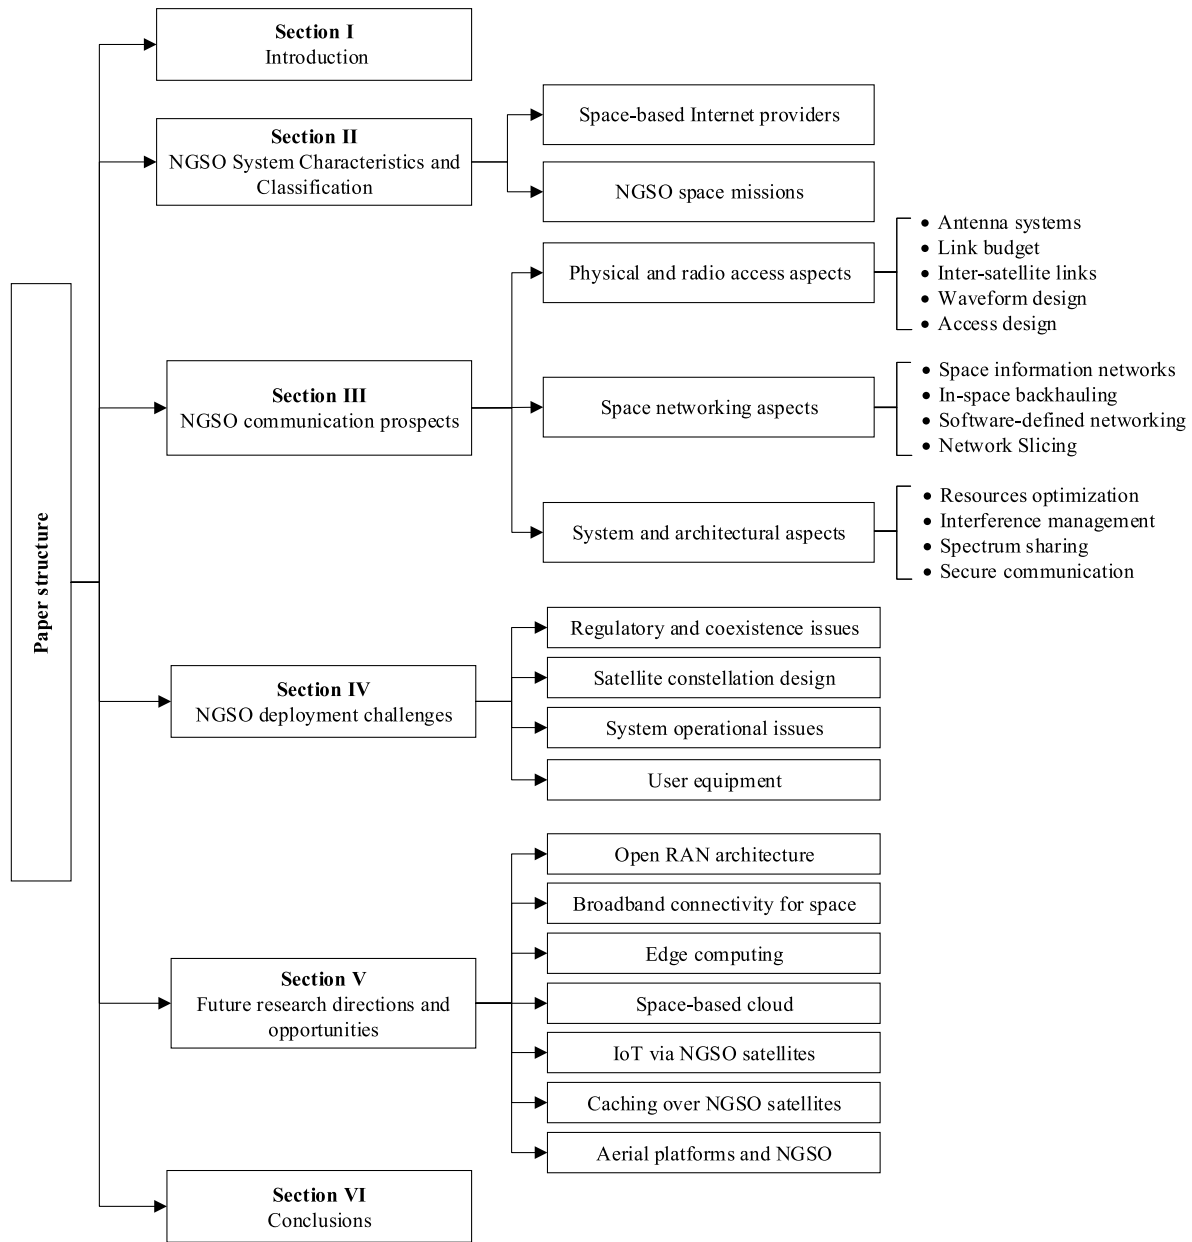 Paper structure
Section I
Introduction
Section II
NGSO System Characteristics and
Classification
Space-based Internet providers
NGSO space missions
Section III
NGSO communication prospects
Physical and radio access aspects
• Antenna systems
• Link budget
• Inter-satellite links
• Waveform design
• Access design
Space networking aspects
• Space information networks
• In-space backhauling
• Software-defined networking
• Network Slicing
System and architectural aspects
• Resources optimization
• Interference management
• Spectrum sharing
• Secure communication
Section IV
NGSO deployment challenges
Regulatory and coexistence issues
Satellite constellation design
System operational issues
User equipment
Section V
Future research directions and
opportunities
Open RAN architecture
Broadband connectivity for space
Edge computing
Space-based cloud
IoT via NGSO satellites
Caching over NGSO satellites
Aerial platforms and NGSO
Section VI
Conclusions